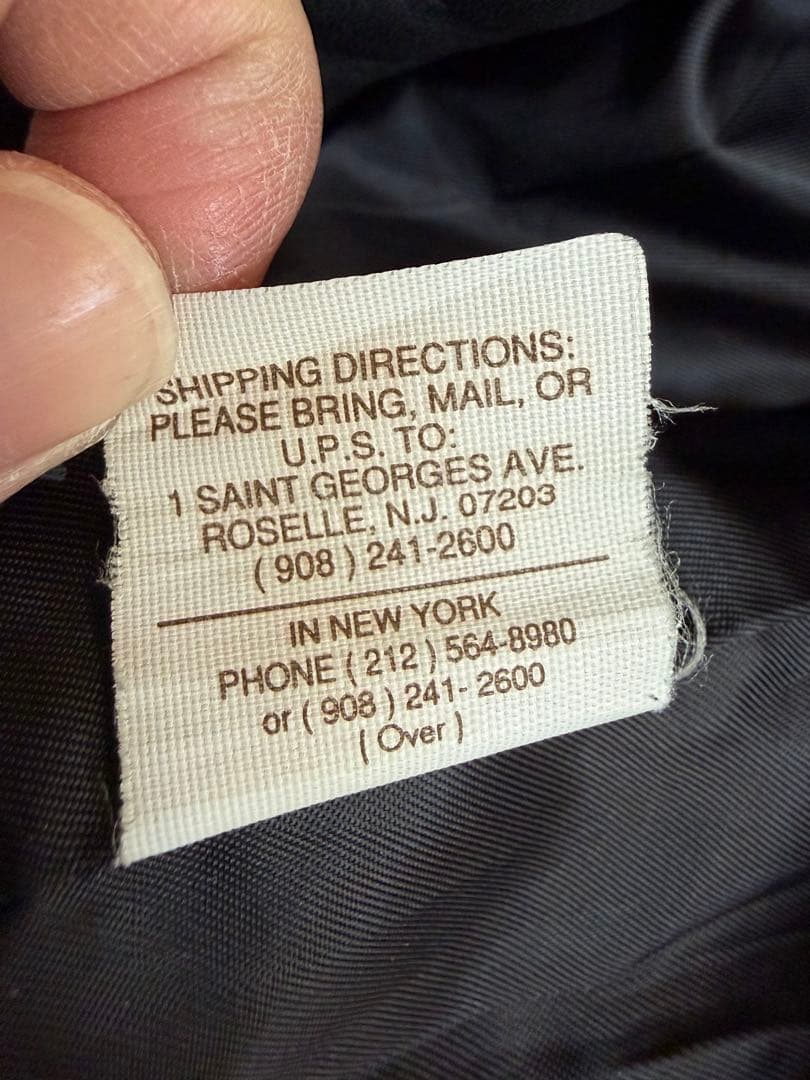 SHIPPING DIRECTIONS:
PLEASE BRING, MAIL, OR
U.P.S. TO:
1 SAINT GEORGES AVE.
ROSELLE, N.J. 07203
( 908 ) 241-2600
IN NEW YORK
PHONE ( 212 ) 564-8980
or ( 908 ) 241- 2600
( Over )